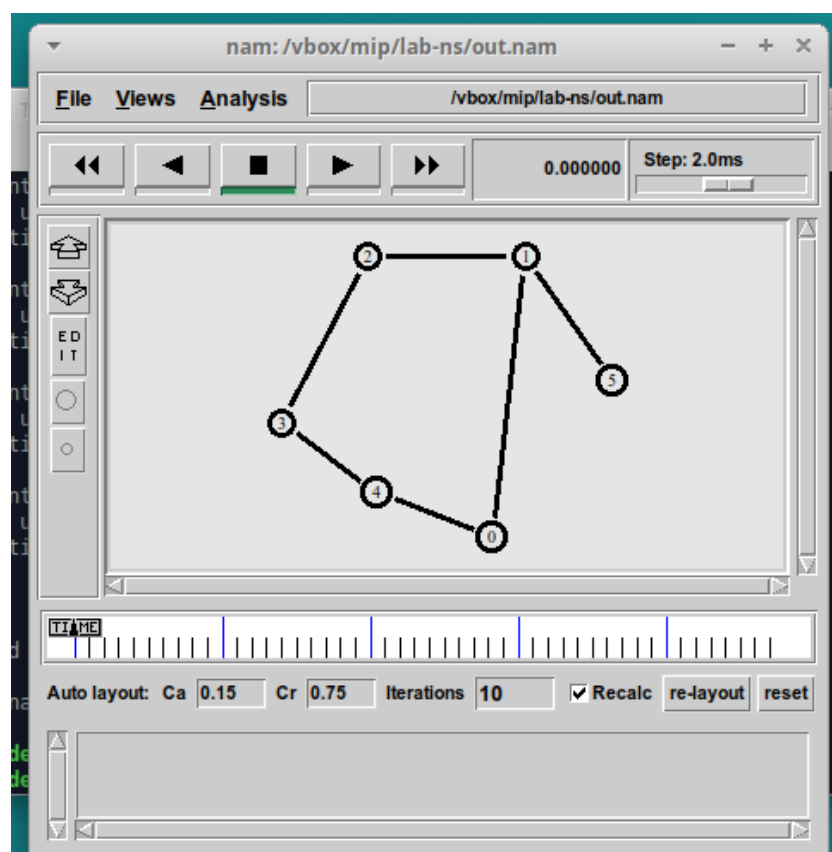 nam: /vbox/mip/lab-ns/out.nam
File Views Analysis /vbox/mip/lab-ns/out.nam
0.000000 Step: 2.0ms
ED
IT
2
1
5
3
4
0
TIME
Auto layout: Ca 0.15 Cr 0.75 Iterations 10 Recalc re-layout reset